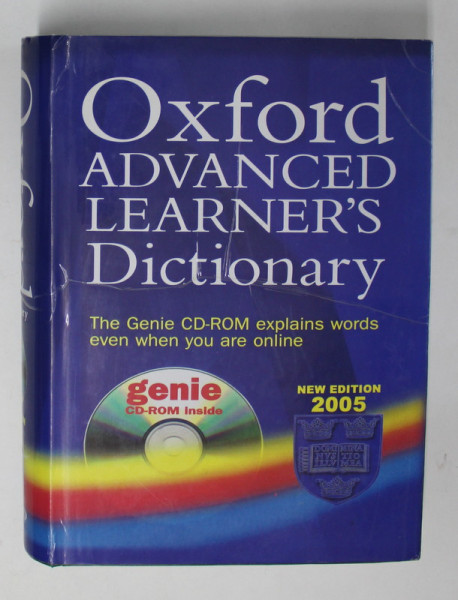 Oxford
ADVANCED
LEARNER'S
Dictionary
The Genie CD-ROM explains words
even when you are online
genie
CD-ROM Inside
NEW EDITION
2005